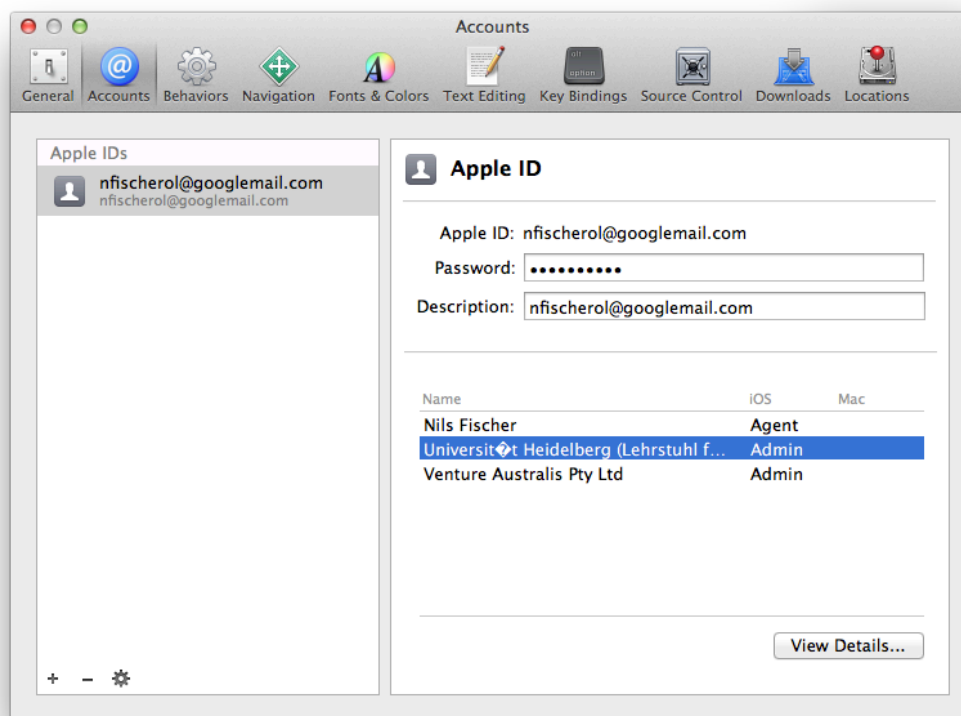 Accounts
General Accounts Behaviors Navigation Fonts & Colors Text Editing Key Bindings Source Control Downloads Locations
alt
option
Apple IDs
nfischerol@googlemail.com
nfischerol@googlemail.com
Apple ID
Apple ID: nfischerol@googlemail.com
Password: ••••••••••
Description: nfischerol@googlemail.com
Name iOS Mac
Nils Fischer Agent
Universit�t Heidelberg (Lehrstuhl f... Admin
Venture Australis Pty Ltd Admin
View Details...